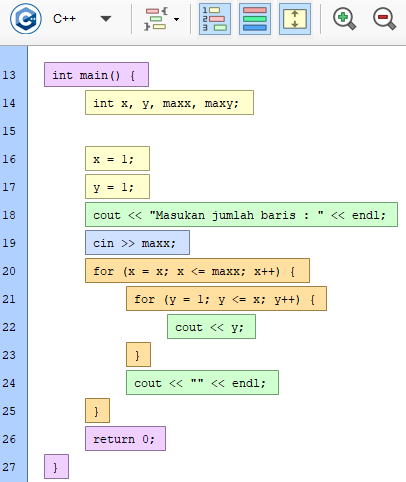 C++
13 int main() {
14 int x, y, maxx, maxy;
15
16 x = 1;
17 y = 1;
18 cout << "Masukan jumlah baris : " << endl;
19 cin >> maxx;
20 for (x = x; x <= maxx; x++) {
21 for (y = 1; y <= x; y++) {
22 cout << y;
23 }
24 cout << "" << endl;
25 }
26 return 0;
27 }